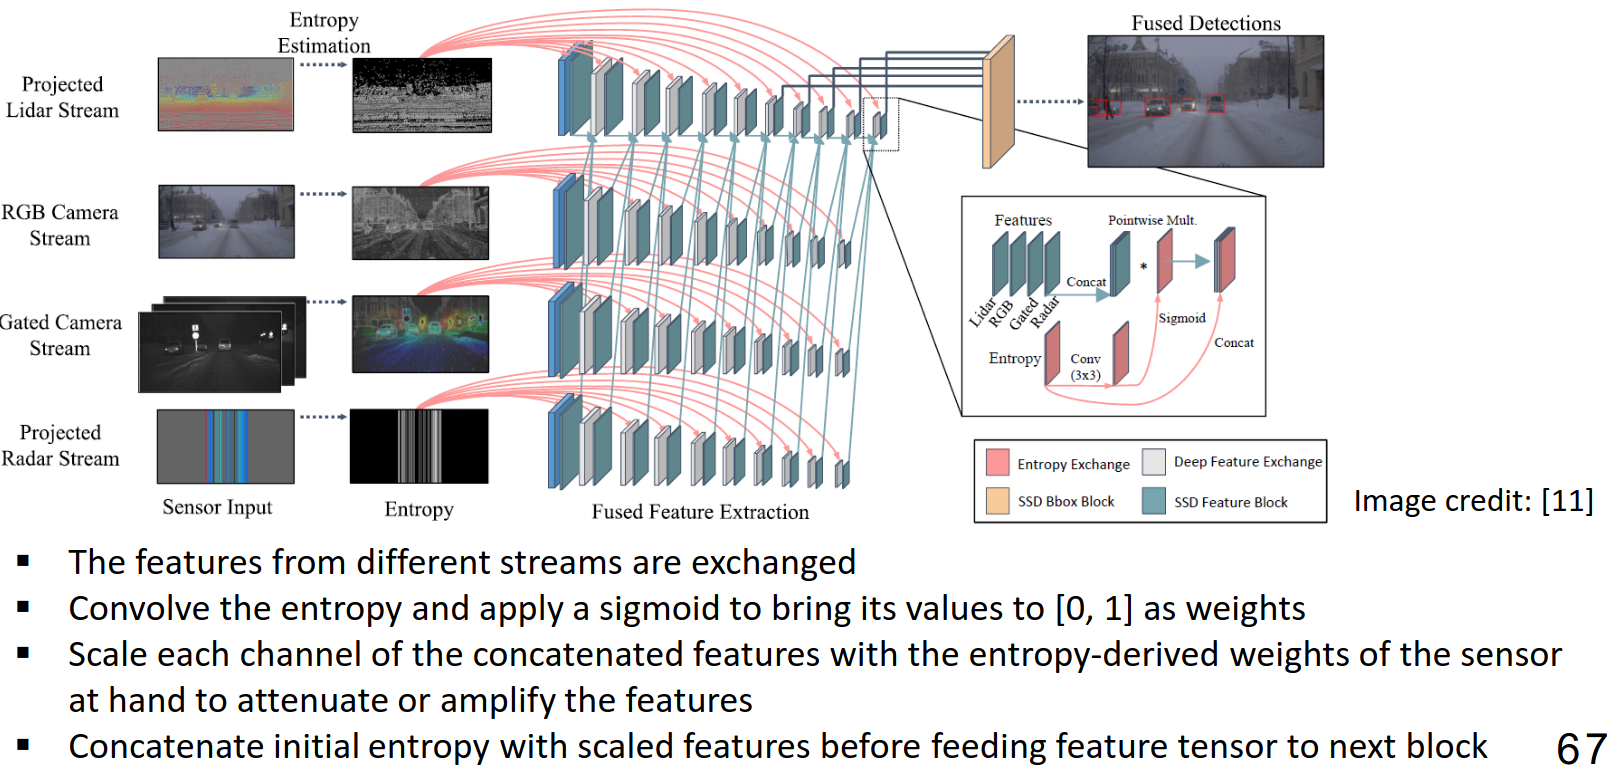 Entropy
Estimation
Fused Detections
Projected
Lidar Stream
RGB Camera
Stream
Gated Camera
Stream
Projected
Radar Stream
Sensor Input
Entropy
Fused Feature Extraction
Features
Pointwise Mult.
Concat
*
Lidar
RGB
Gated
Radar
Sigmoid
Entropy
Conv
(3x3)
Concat
Entropy Exchange
Deep Feature Exchange
SSD Bbox Block
SSD Feature Block
Image credit: [11]
▪ The features from different streams are exchanged
▪ Convolve the entropy and apply a sigmoid to bring its values to [0, 1] as weights
▪ Scale each channel of the concatenated features with the entropy-derived weights of the sensor
at hand to attenuate or amplify the features
▪ Concatenate initial entropy with scaled features before feeding feature tensor to next block
67